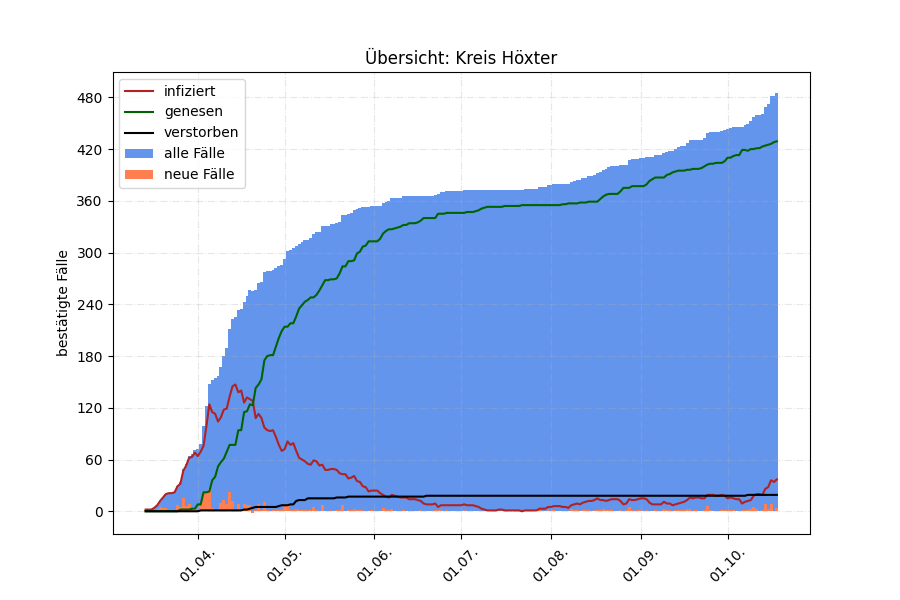 Übersicht: Kreis Höxter
infiziert
genesen
verstorben
alle Fälle
neue Fälle
bestätigte Fälle
480
420
360
300
240
180
120
60
0
01.04.
01.05.
01.06.
01.07.
01.08.
01.09.
01.10.